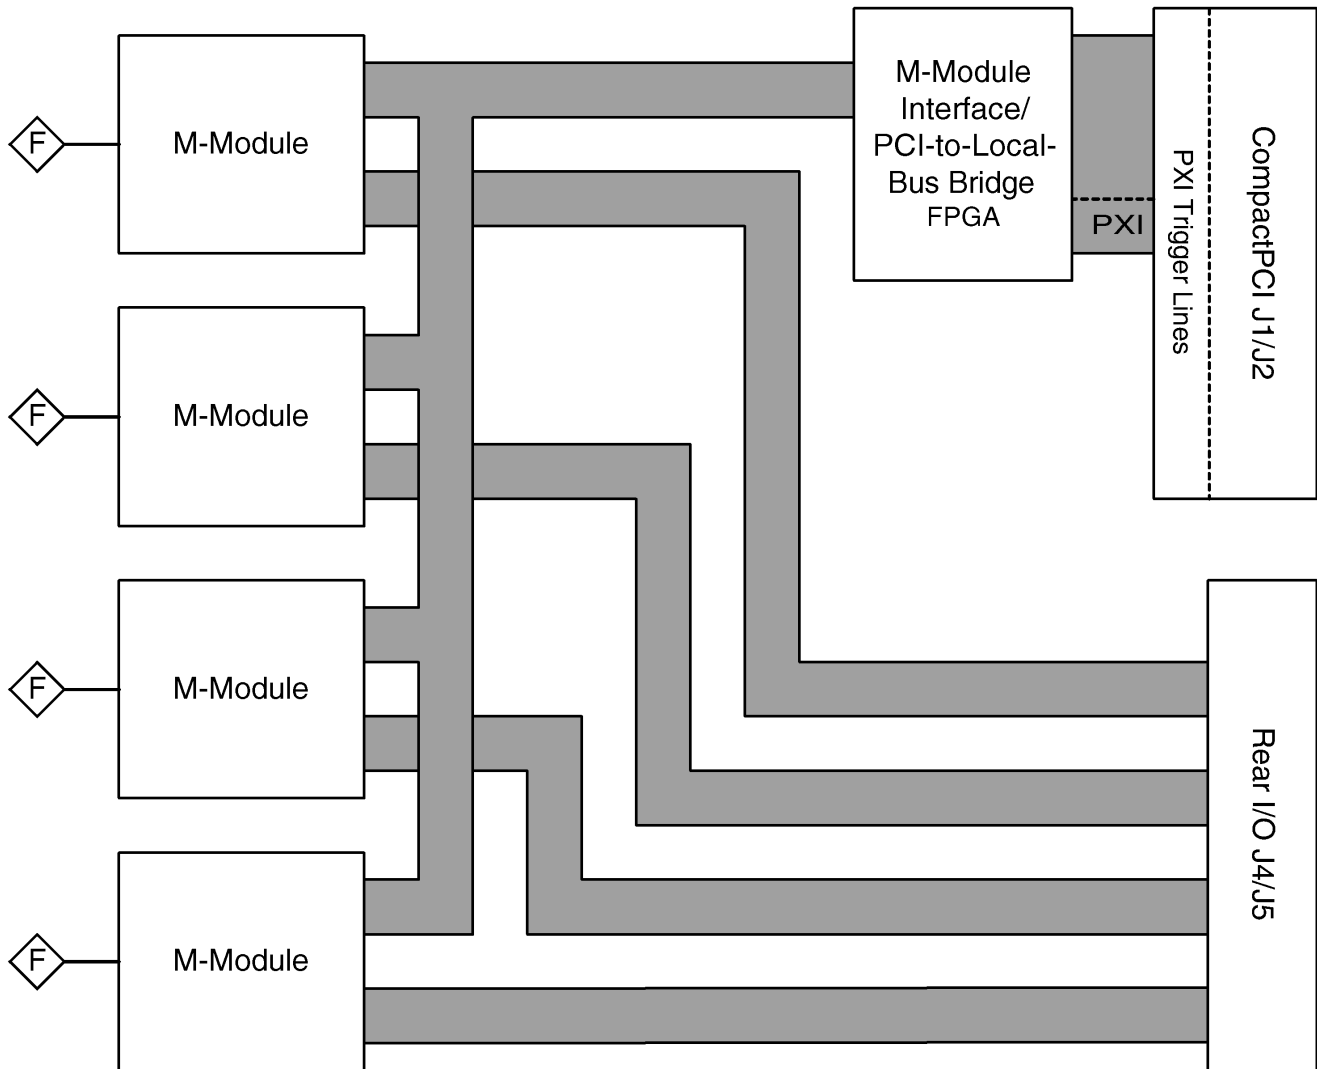 F
M-Module
M-Module
Interface/
PCI-to-Local-
Bus Bridge
FPGA
PXI
PXI Trigger Lines
CompactPCI J1/J2
F
M-Module
F
M-Module
Rear I/O J4/J5
F
M-Module